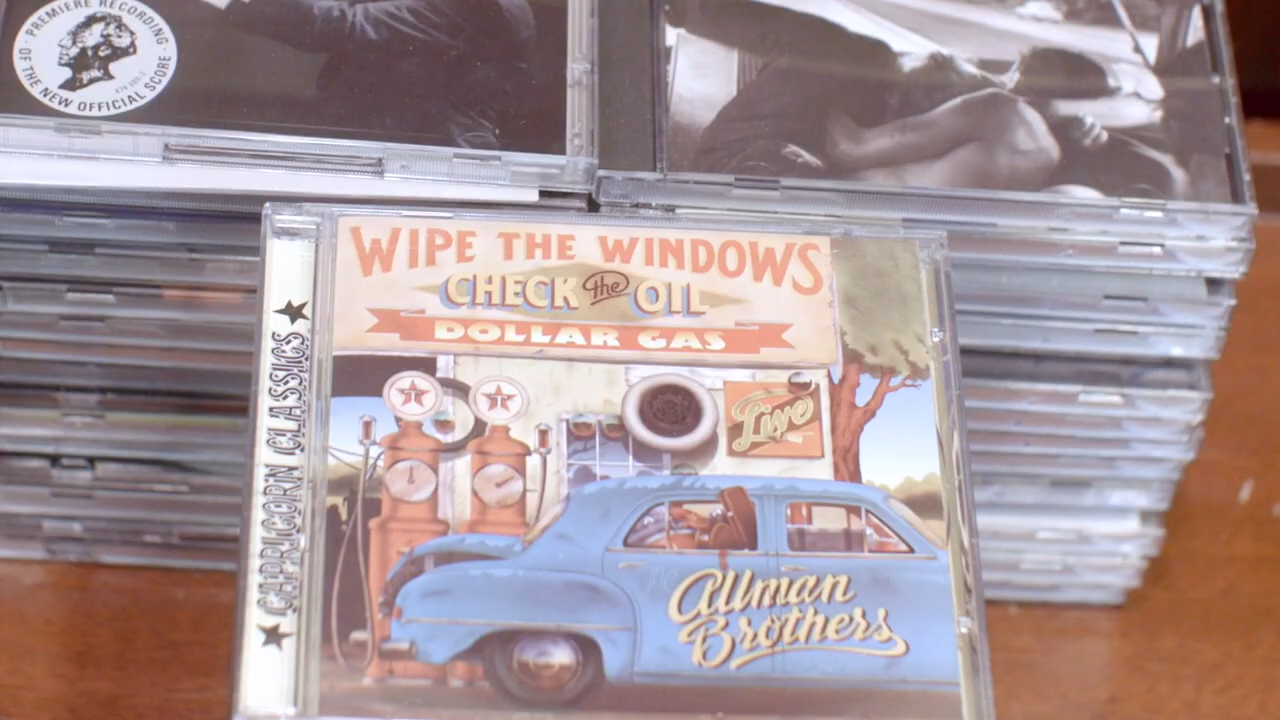 PREMIERE RECORDING
OF THE NEW OFFICIAL SCORE
WIPE THE WINDOWS
CHECK the OIL
DOLLAR GAS
T T
Live
Allman
Brothers
CAPRICORN CLASSICS